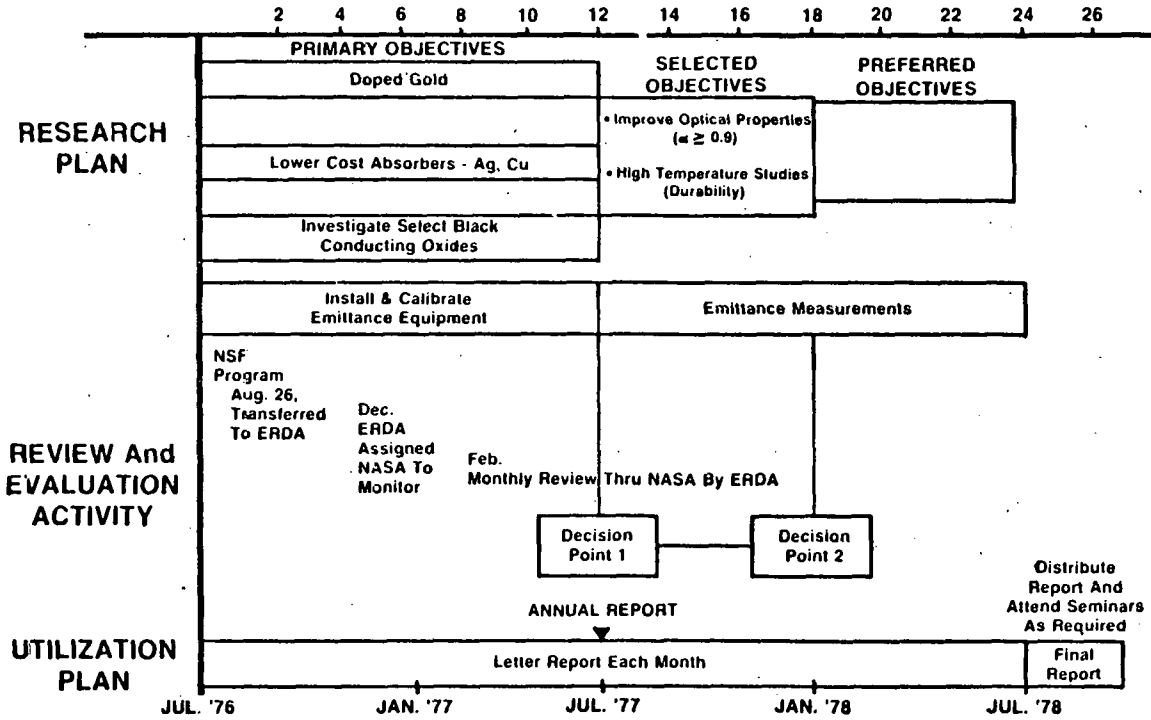 2 4 6 8 10 12 14 16 18 20 22 24 26
PRIMARY OBJECTIVES
Doped Gold
SELECTED
OBJECTIVES
PREFERRED
OBJECTIVES
RESEARCH
PLAN
• Improve Optical Properties
(α ≥ 0.9)
Lower Cost Absorbers - Ag, Cu
• High Temperature Studies
(Durability)
Investigate Select Black
Conducting Oxides
Install & Calibrate
Emittance Equipment
Emittance Measurements
REVIEW And
EVALUATION
ACTIVITY
NSF
Program
Aug. 26,
Transferred
To ERDA
Dec.
ERDA
Assigned
NASA To
Monitor
Feb.
Monthly Review Thru NASA By ERDA
Decision
Point 1
Decision
Point 2
Distribute
Report And
Attend Seminars
As Required
ANNUAL REPORT
UTILIZATION
PLAN
Letter Report Each Month
Final
Report
JUL. '76 JAN. '77 JUL. '77 JAN. '78 JUL. '78